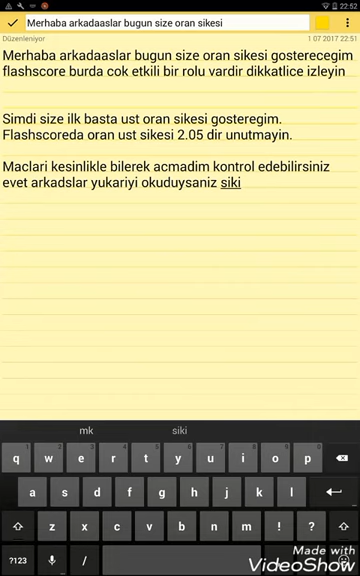 22:52
Merhaba arkadaaslar bugun size oran sikesi
Düzenleniyor
1 07 2017 22:51
Merhaba arkadaaslar bugun size oran sikesi gosterecegim
flashscore burda cok etkili bir rolu vardir dikkatlice izleyin
Simdi size ilk basta ust oran sikesi gosteregim.
Flashscoreda oran ust sikesi 2.05 dir unutmayin.
Maclari kesinlikle bilerek acmadim kontrol edebilirsiniz
evet arkadslar yukariyi okuduysaniz siki
mk siki
q w e r t y u i o p
a s d f g h j k l
z x c v b n m ! ?
?123 /
Made with
VideoShow